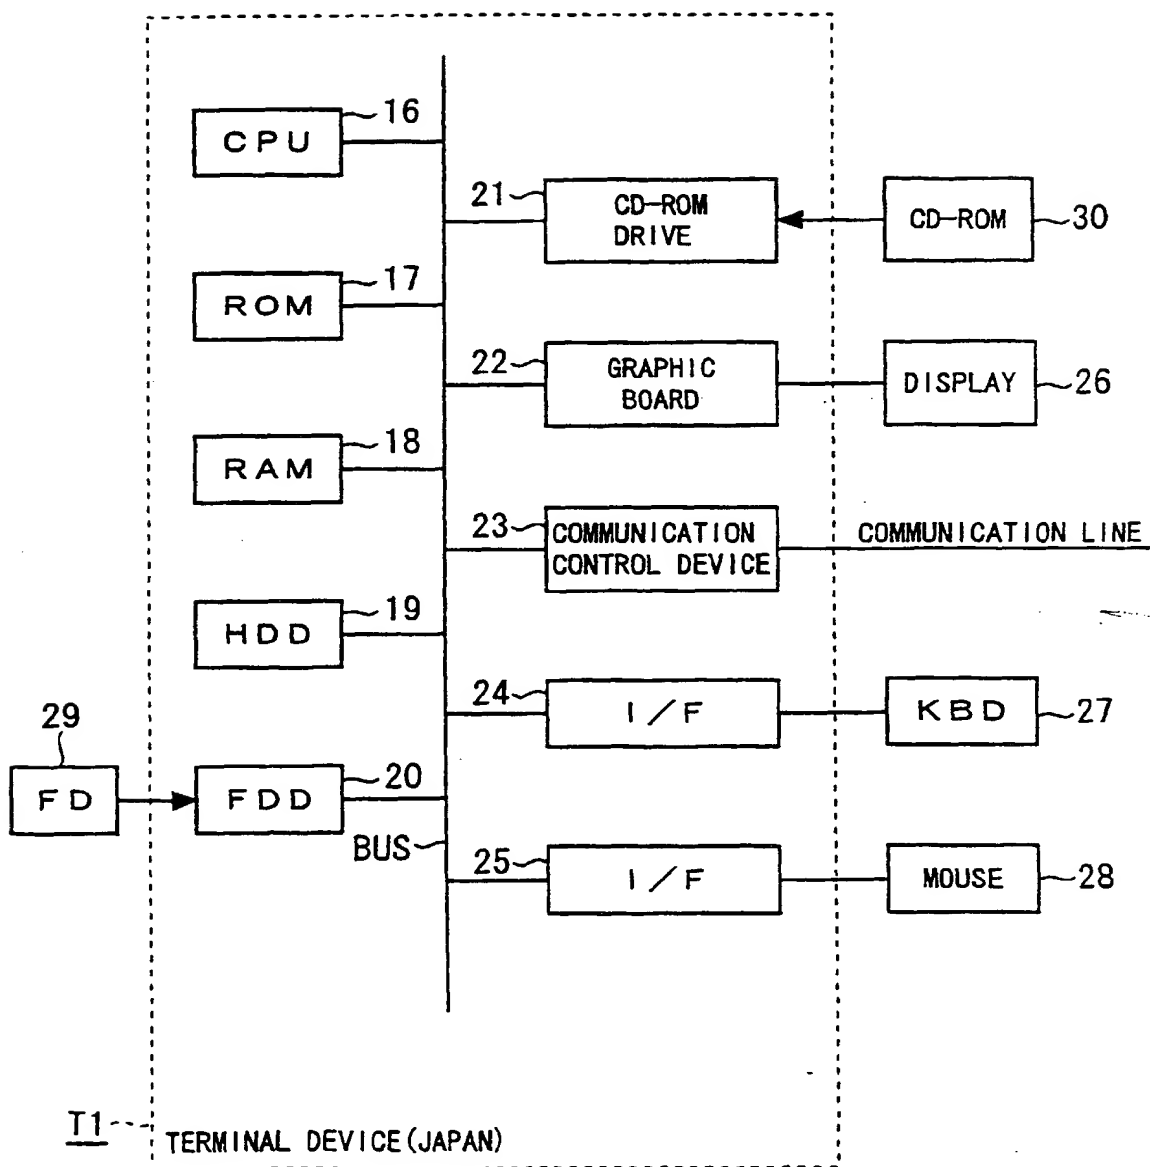 CPU
16
21
CD-ROM
DRIVE
CD-ROM
30
ROM
17
22
GRAPHIC
BOARD
DISPLAY
26
RAM
18
23
COMMUNICATION
CONTROL DEVICE
COMMUNICATION LINE
HDD
19
24
I/F
KBD
27
29
FD
FDD
20
BUS
25
I/F
MOUSE
28
T1
TERMINAL DEVICE(JAPAN)